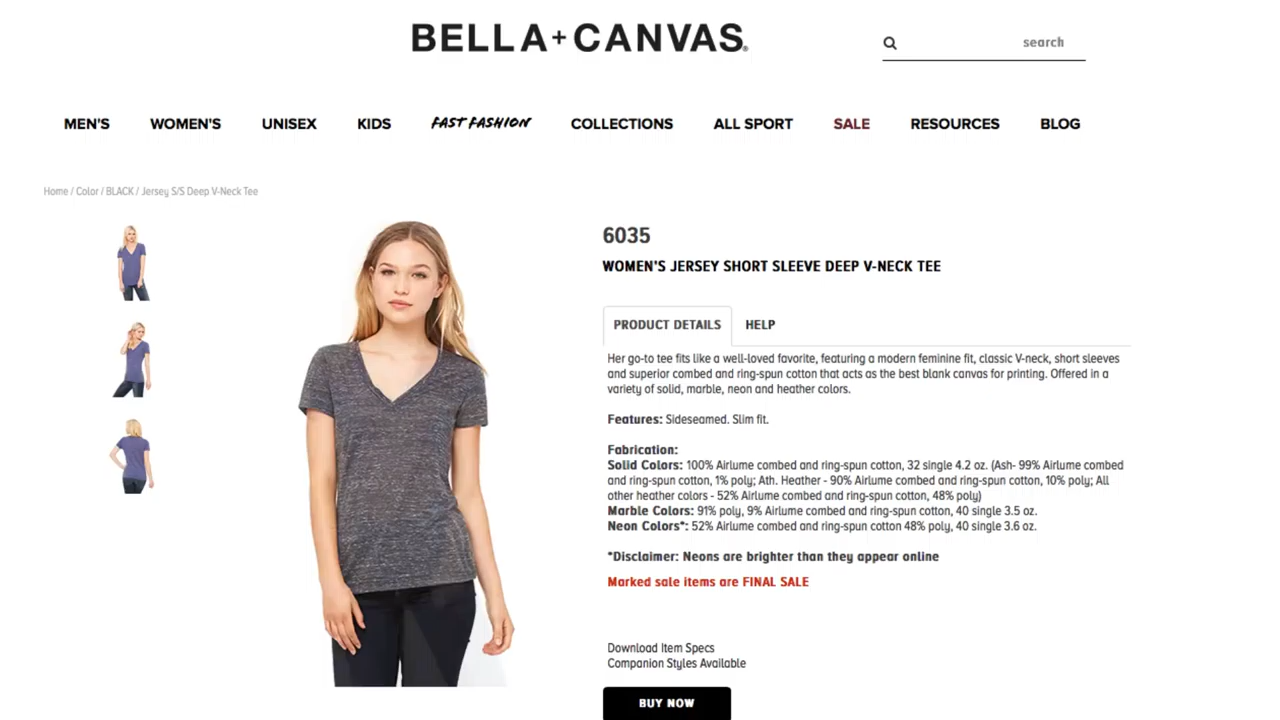 BELLA+CANVAS®
search
MEN'S WOMEN'S UNISEX KIDS FAST FASHION COLLECTIONS ALL SPORT SALE RESOURCES BLOG
Home / Color / BLACK / Jersey S/S Deep V-Neck Tee
6035
WOMEN'S JERSEY SHORT SLEEVE DEEP V-NECK TEE
PRODUCT DETAILS HELP
Her go-to tee fits like a well-loved favorite, featuring a modern feminine fit, classic V-neck, short sleeves
and superior combed and ring-spun cotton that acts as the best blank canvas for printing. Offered in a
variety of solid, marble, neon and heather colors.
Features: Sideseamed. Slim fit.
Fabrication:
Solid Colors: 100% Airlume combed and ring-spun cotton, 32 single 4.2 oz. (Ash- 99% Airlume combed
and ring-spun cotton, 1% poly; Ath. Heather - 90% Airlume combed and ring-spun cotton, 10% poly; All
other heather colors - 52% Airlume combed and ring-spun cotton, 48% poly)
Marble Colors: 91% poly, 9% Airlume combed and ring-spun cotton, 40 single 3.5 oz.
Neon Colors*: 52% Airlume combed and ring-spun cotton 48% poly, 40 single 3.6 oz.
*Disclaimer: Neons are brighter than they appear online
Marked sale items are FINAL SALE
Download Item Specs
Companion Styles Available
BUY NOW